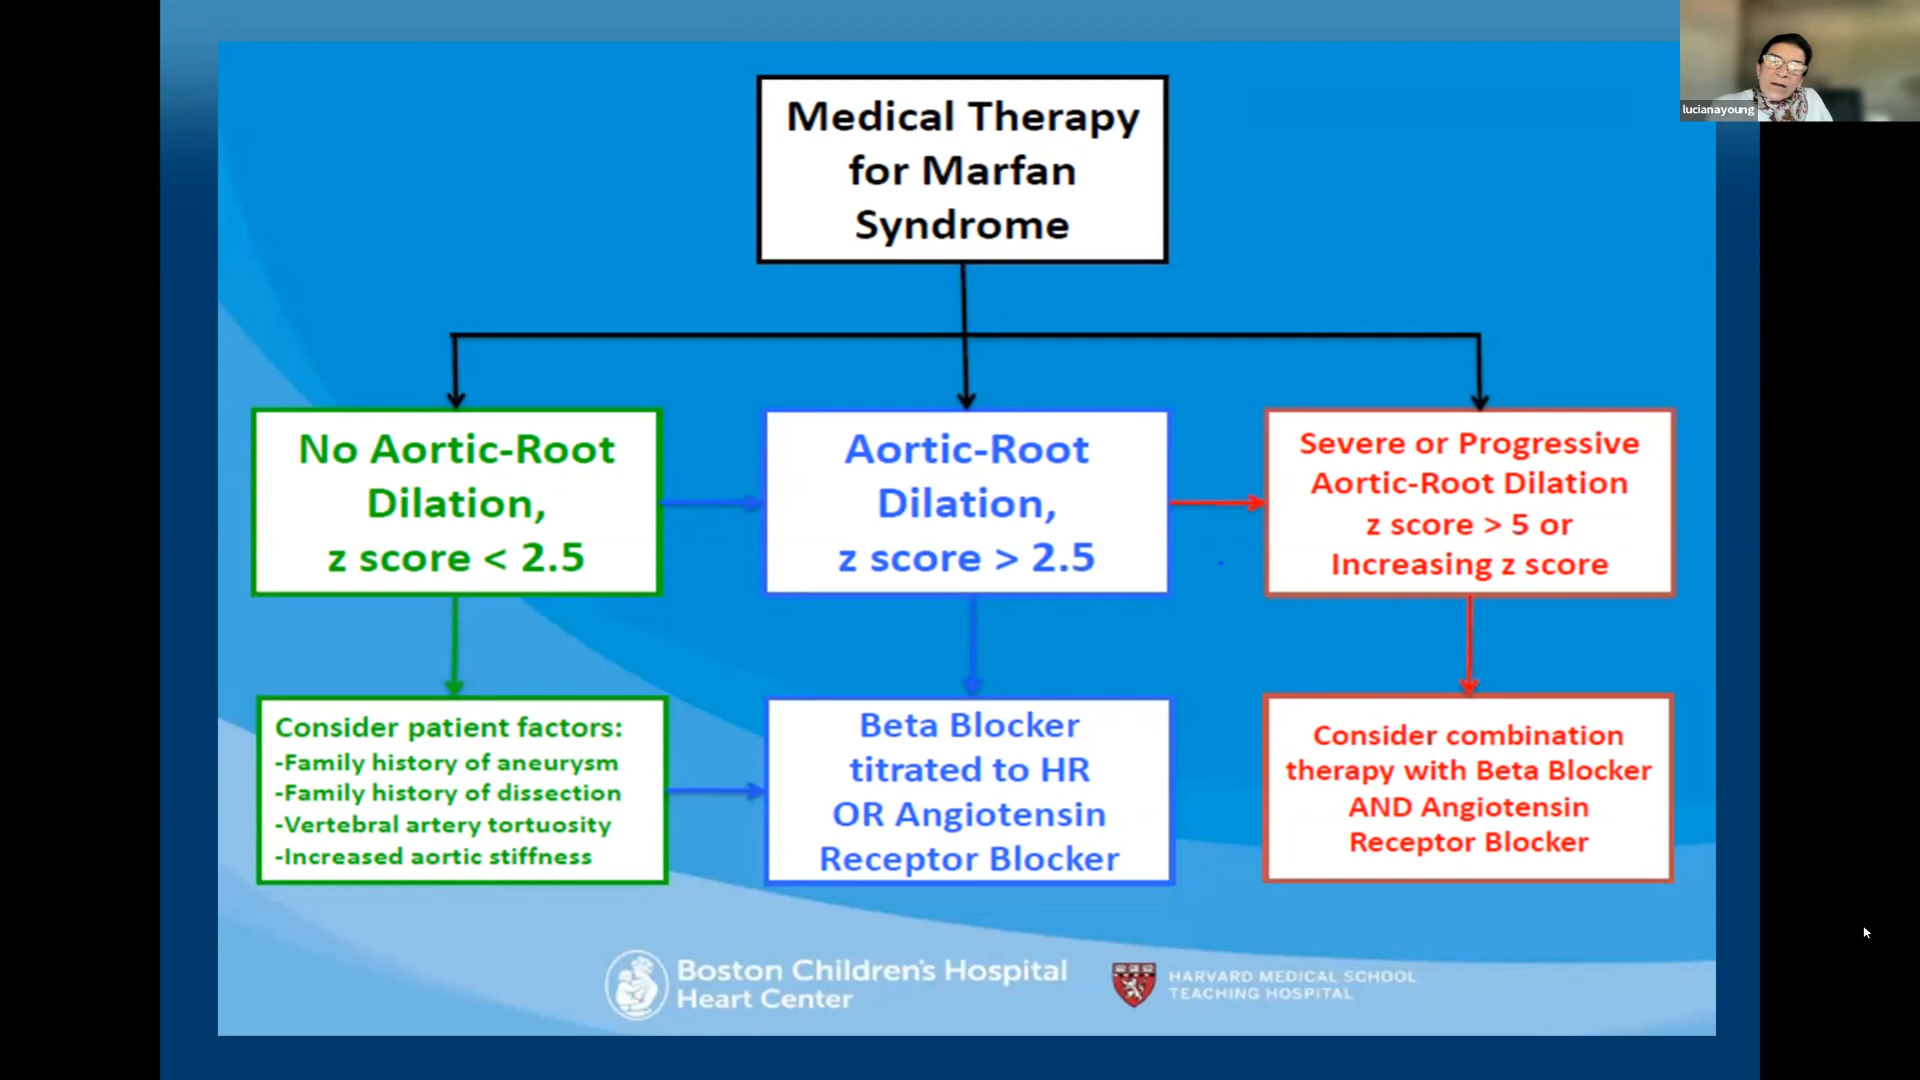 lucianayoung
Medical Therapy
for Marfan
Syndrome
No Aortic-Root
Dilation,
z score < 2.5
Aortic-Root
Dilation,
z score > 2.5
Severe or Progressive
Aortic-Root Dilation
z score > 5 or
Increasing z score
Consider patient factors:
-Family history of aneurysm
-Family history of dissection
-Vertebral artery tortuosity
-Increased aortic stiffness
Beta Blocker
titrated to HR
OR Angiotensin
Receptor Blocker
Consider combination
therapy with Beta Blocker
AND Angiotensin
Receptor Blocker
Boston Children's Hospital
Heart Center
HARVARD MEDICAL SCHOOL
TEACHING HOSPITAL